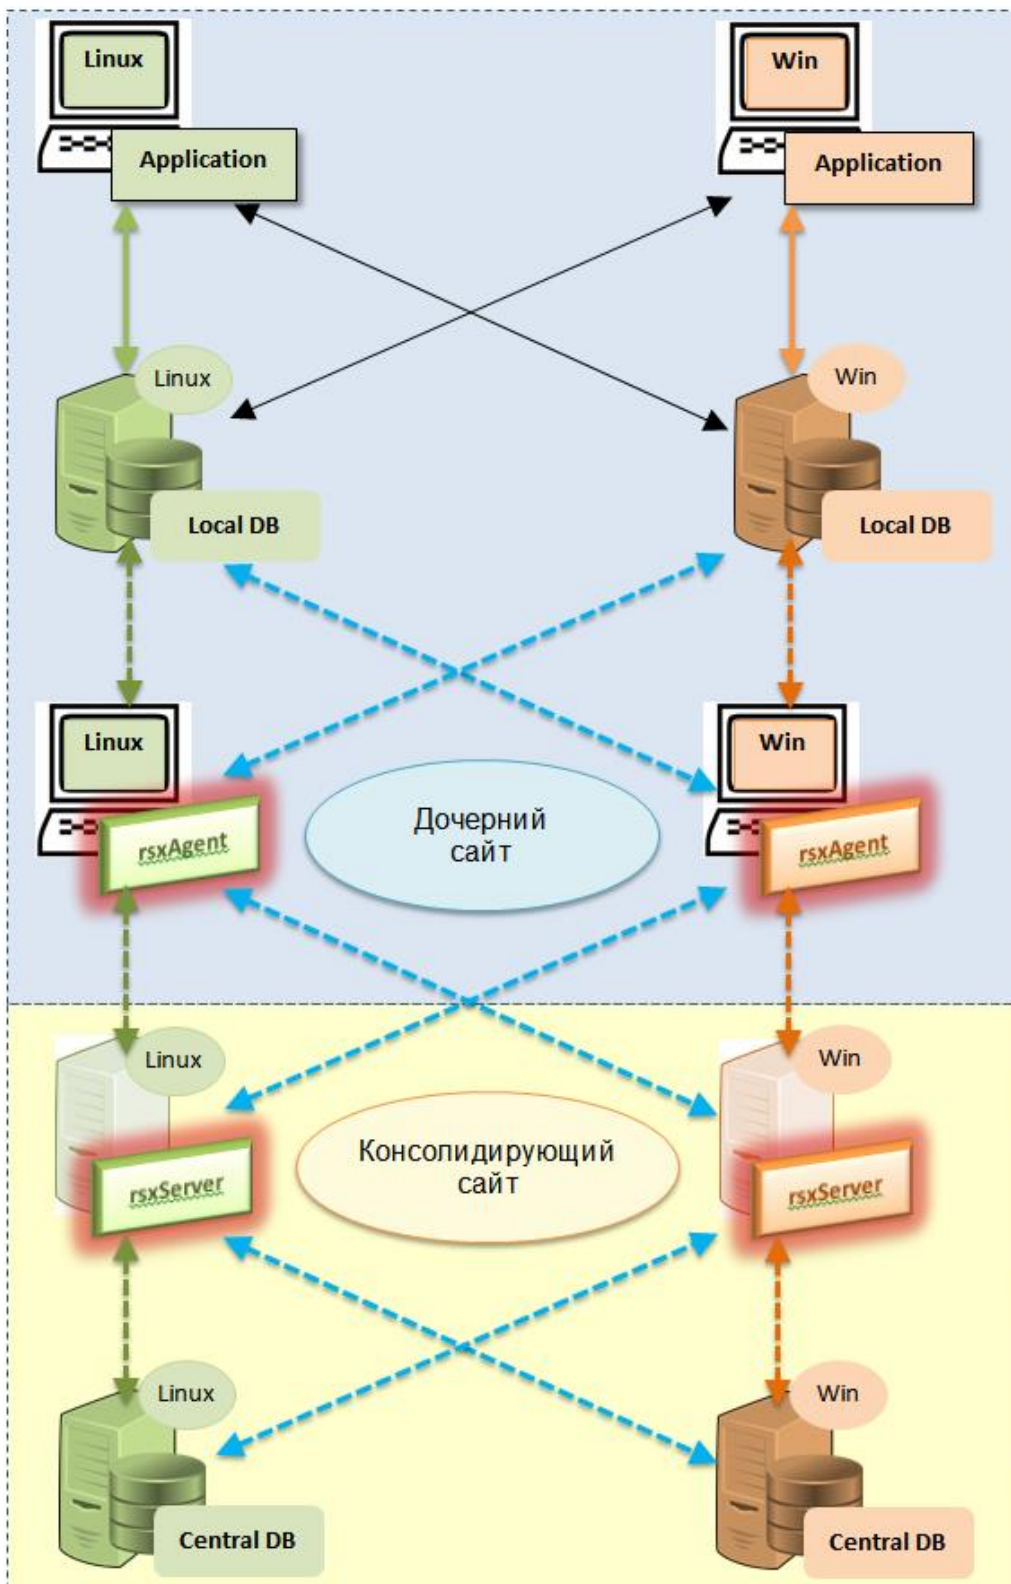 Linux
Win
Application
Application
Linux
Win
Local DB
Local DB
Linux
Win
rsxAgent
Дочерний
сайт
rsxAgent
Linux
Win
rsxServer
Консолидирующий
сайт
rsxServer
Linux
Win
Central DB
Central DB